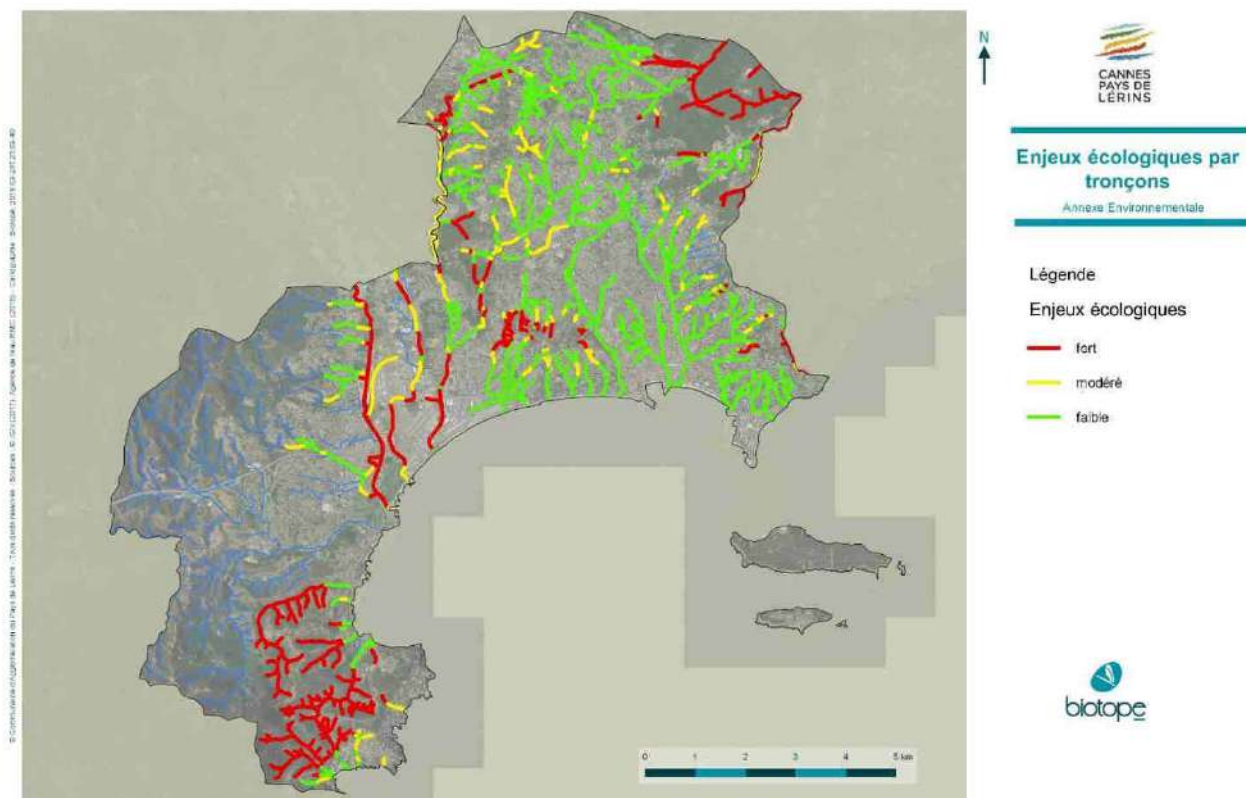 N
CANNES
PAYS DE
LÉRINS
Enjeux écologiques par
tronçons
Annexe Environnementale
Légende
Enjeux écologiques
fort
modéré
faible
biotope
0 1 2 3 4 5 km